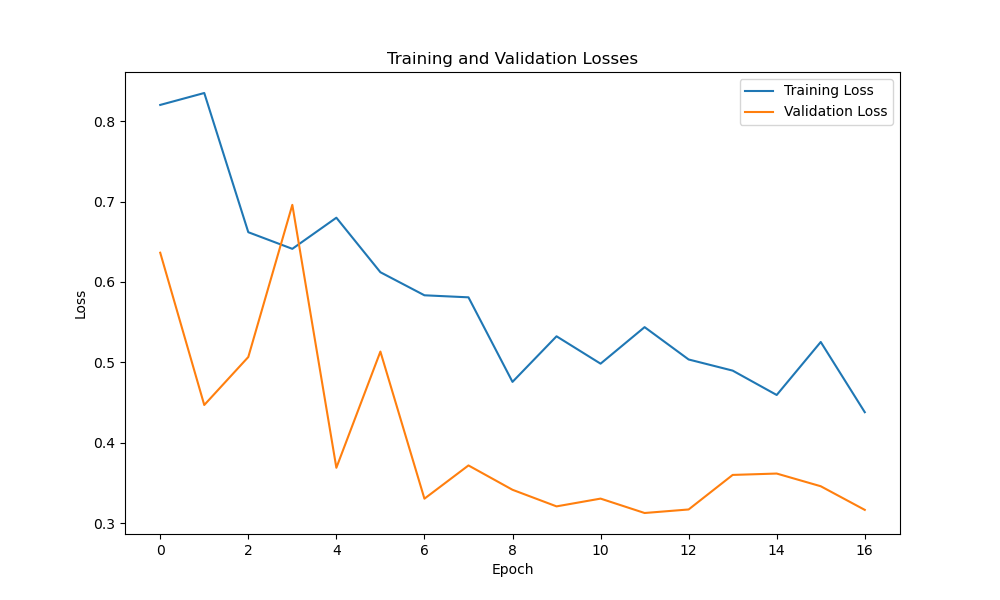 Training and Validation Losses
Training Loss
Validation Loss
0.8
0.7
0.6
0.5
0.4
0.3
Loss
0 2 4 6 8 10 12 14 16
Epoch